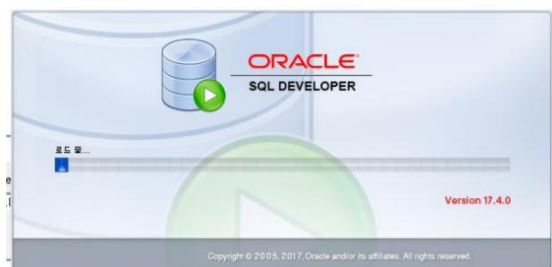 ORACLE
SQL DEVELOPER
로드 중...
Version 17.4.0
Copyright © 2005, 2017, Oracle and/or its affiliates. All rights reserved.